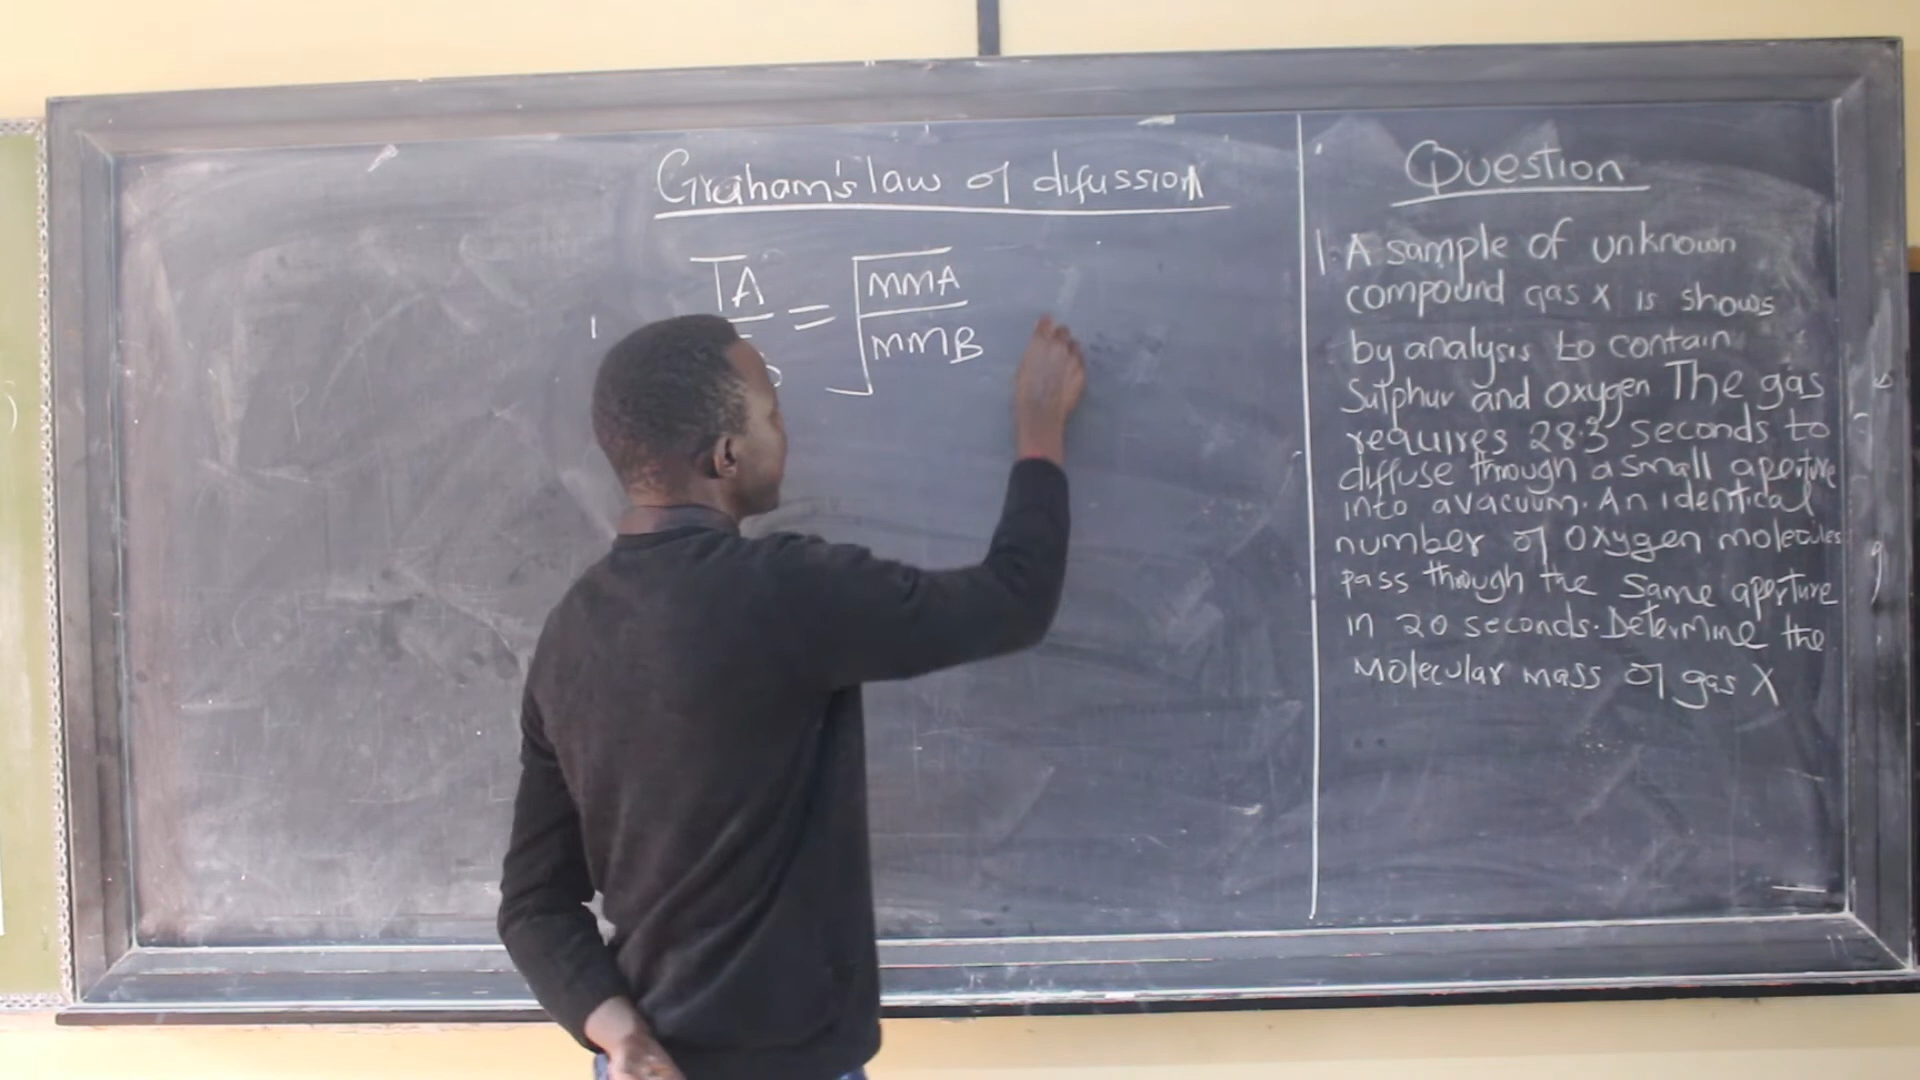 Graham's law of difussion
TA = √MMA
MMB
Question
1. A sample of unknown
compound gas X is shows
by analysis to contain
Sulphur and oxygen The gas
requires 28.3 seconds to
diffuse through a small aperture
into a vacuum. An identical
number of oxygen molecules
pass through the same aperture
in 20 seconds. Determine the
molecular mass of gas X